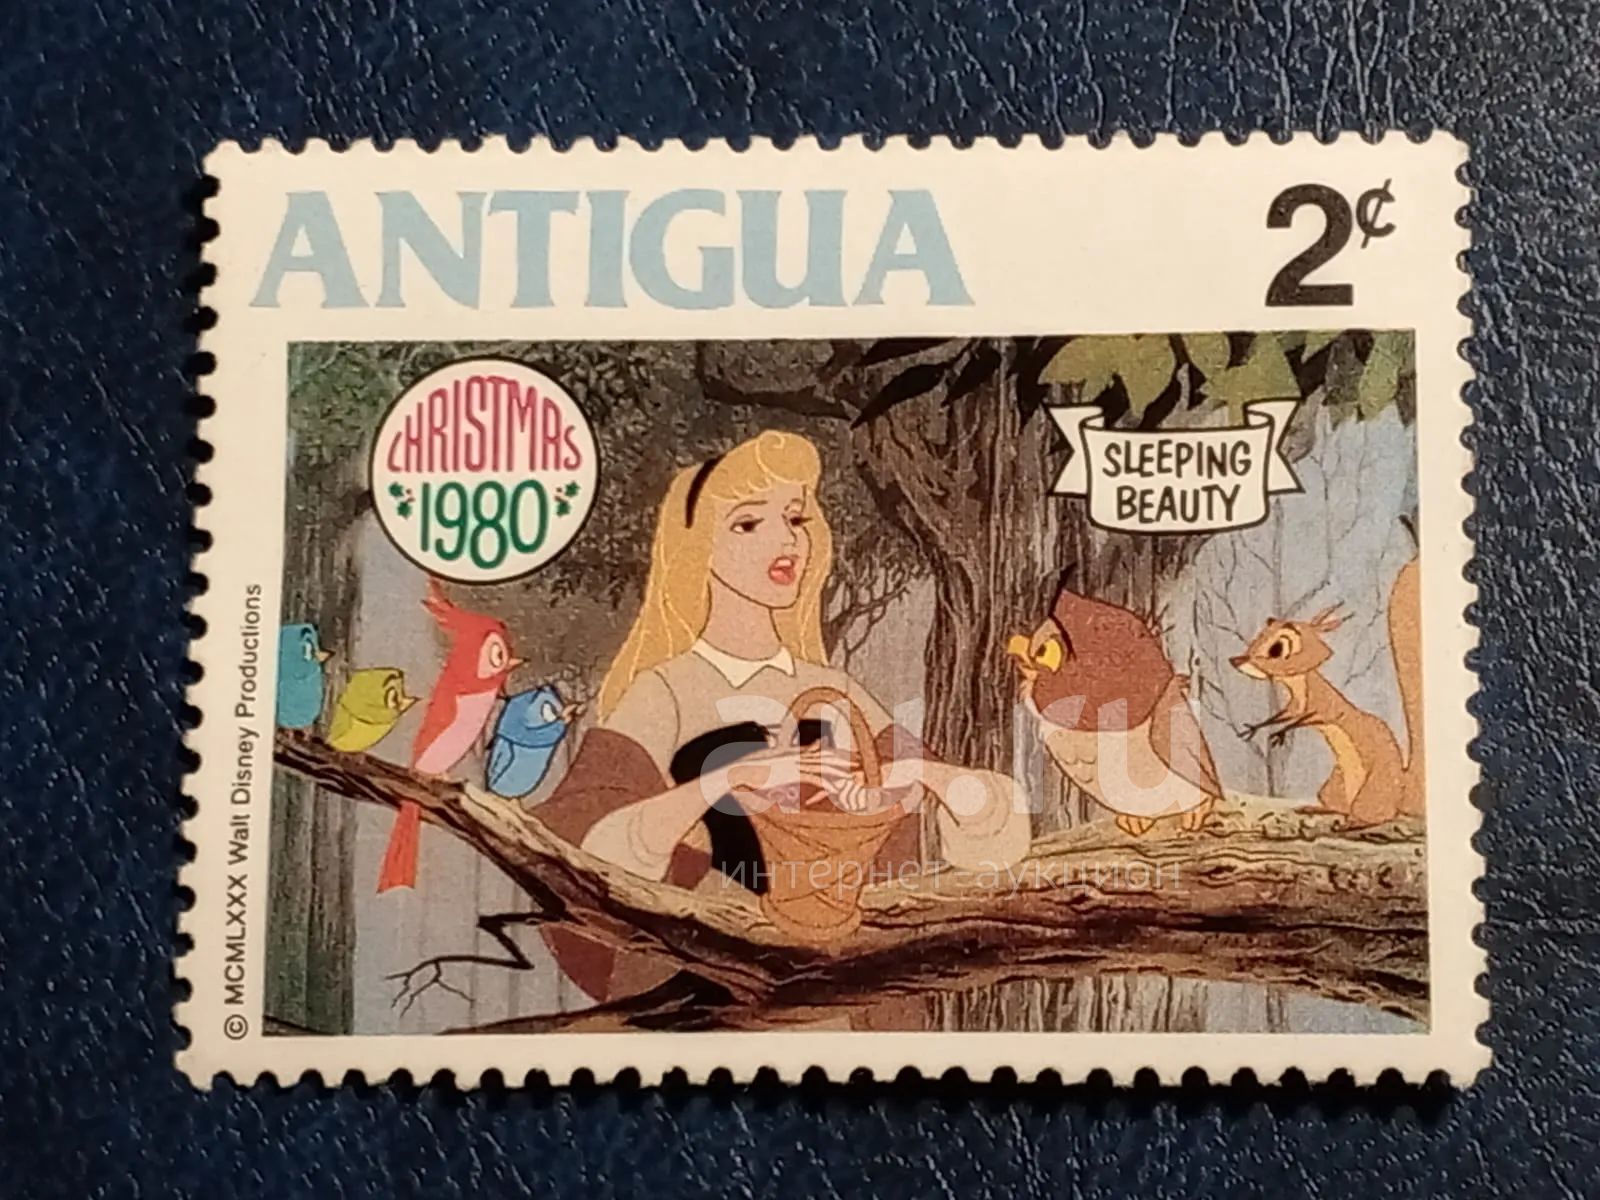 ANTIGUA
2¢
CHRISTMAS
1980
SLEEPING
BEAUTY
© MCMLXXX Walt Disney Productions
au.ru
интернет-аукцион